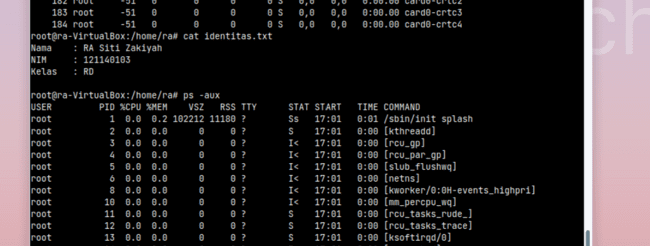 182 root -51 0 0 0 S 0,0 0,0 0:00.00 card0-crtc2
183 root -51 0 0 0 S 0,0 0,0 0:00.00 card0-crtc3
184 root -51 0 0 0 S 0,0 0,0 0:00.00 card0-crtc4
root@ra-VirtualBox:/home/ra# cat identitas.txt
Nama : RA Siti Zakiyah
NIM : 121140103
Kelas : RD
root@ra-VirtualBox:/home/ra# ps -aux
USER PID %CPU %MEM VSZ RSS TTY STAT START TIME COMMAND
root 1 0.0 0.2 102212 11180 ? Ss 17:01 0:01 /sbin/init splash
root 2 0.0 0.0 0 0 ? S 17:01 0:00 [kthreadd]
root 3 0.0 0.0 0 0 ? I< 17:01 0:00 [rcu_gp]
root 4 0.0 0.0 0 0 ? I< 17:01 0:00 [rcu_par_gp]
root 5 0.0 0.0 0 0 ? I< 17:01 0:00 [slub_flushwq]
root 6 0.0 0.0 0 0 ? I< 17:01 0:00 [netns]
root 8 0.0 0.0 0 0 ? I< 17:01 0:00 [kworker/0:0H-events_highpri]
root 10 0.0 0.0 0 0 ? I< 17:01 0:00 [mm_percpu_wq]
root 11 0.0 0.0 0 0 ? S 17:01 0:00 [rcu_tasks_rude_]
root 12 0.0 0.0 0 0 ? S 17:01 0:00 [rcu_tasks_trace]
root 13 0.0 0.0 0 0 ? S 17:01 0:00 [ksoftirqd/0]